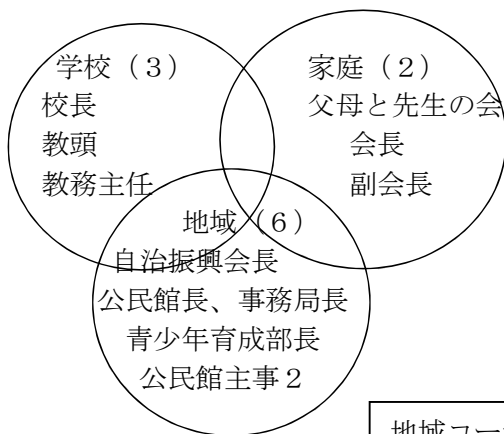 学校（３）
校長
教頭
教務主任
家庭（２）
父母と先生の会
会長
副会長
地域（６）
自治振興会長
公民館長、事務局長
青少年育成部長
公民館主事２